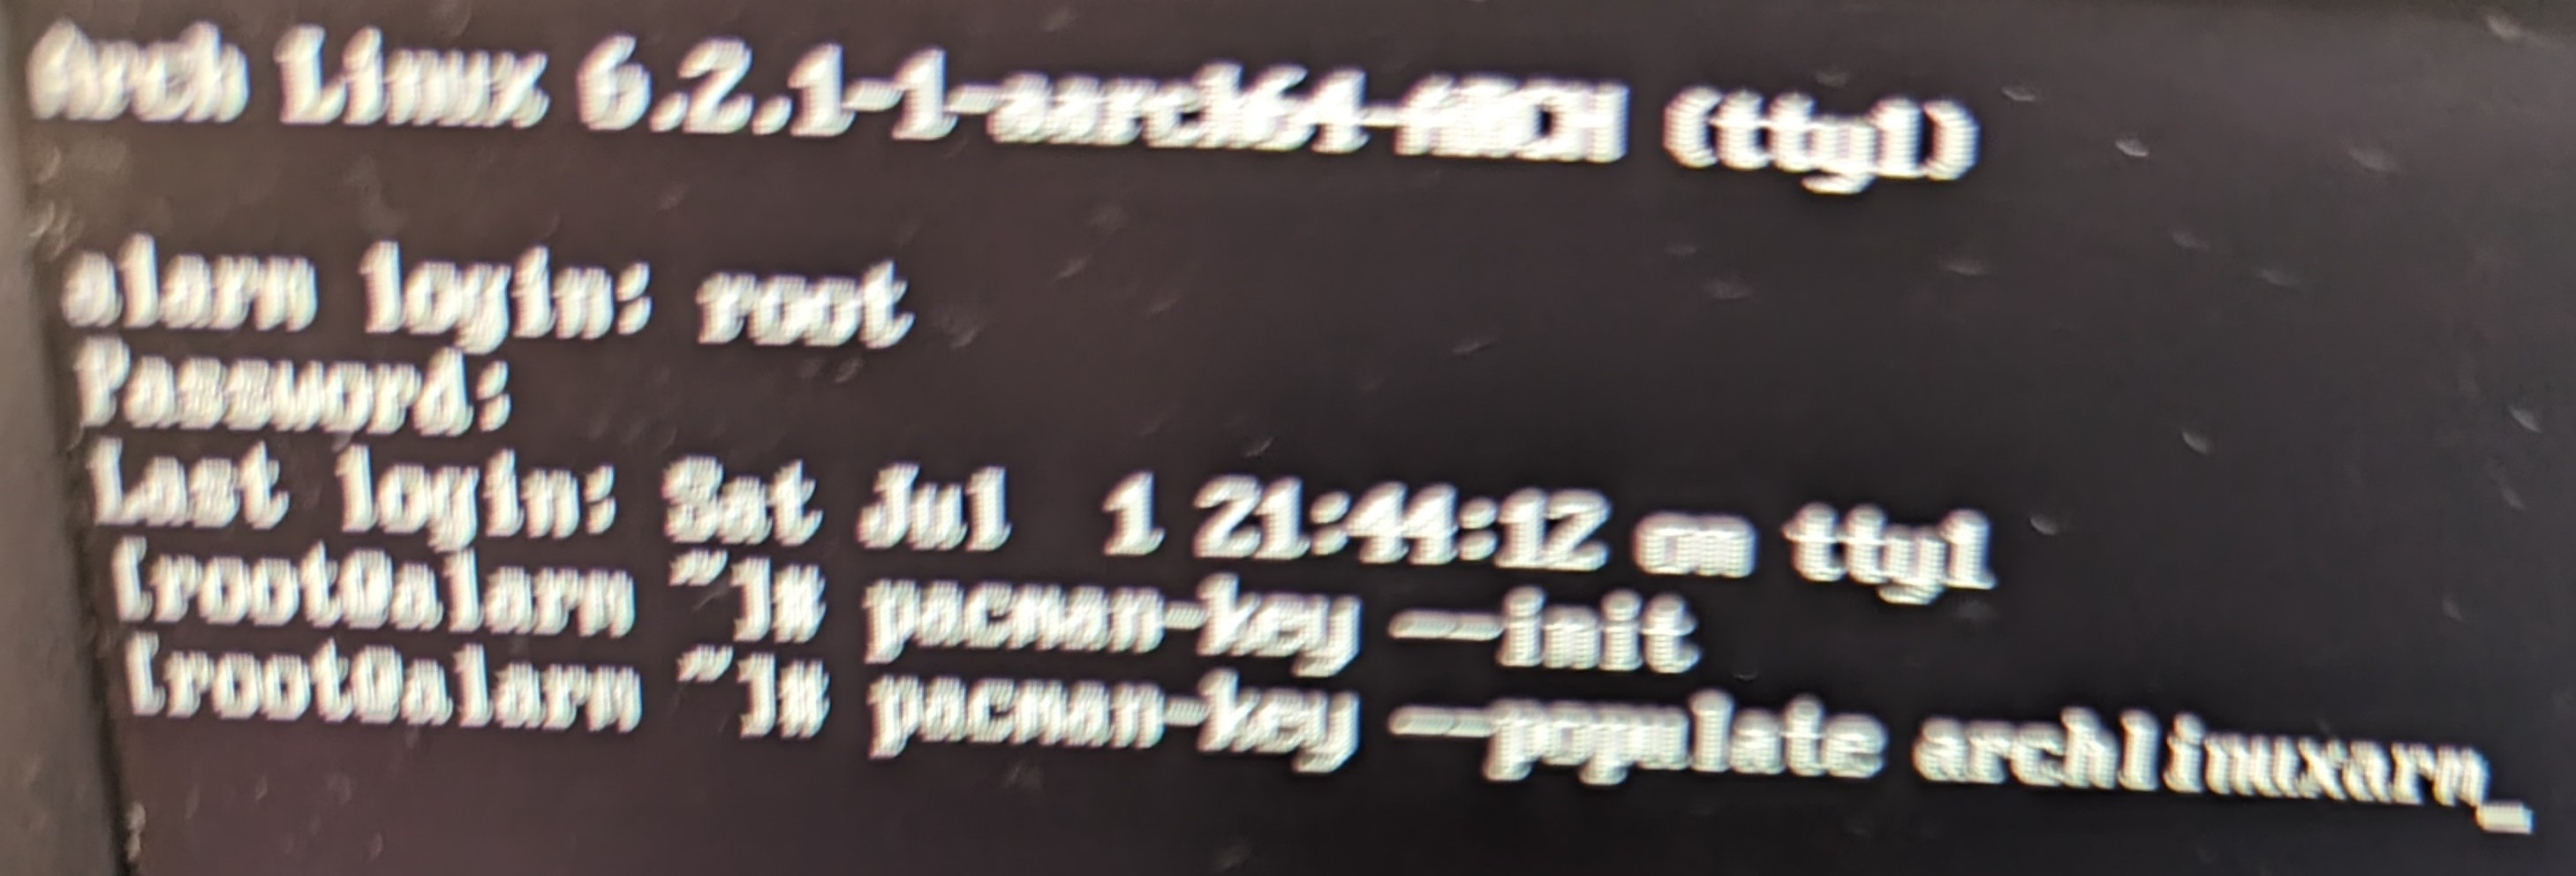 Arch Linux 6.2.1-1-aarch64-ARCH (tty1)
alarm login: root
Password:
Last login: Sat Jul  1 21:44:12 on tty1
[root@alarm ~]# pacman-key --init
[root@alarm ~]# pacman-key --populate archlinuxarm_